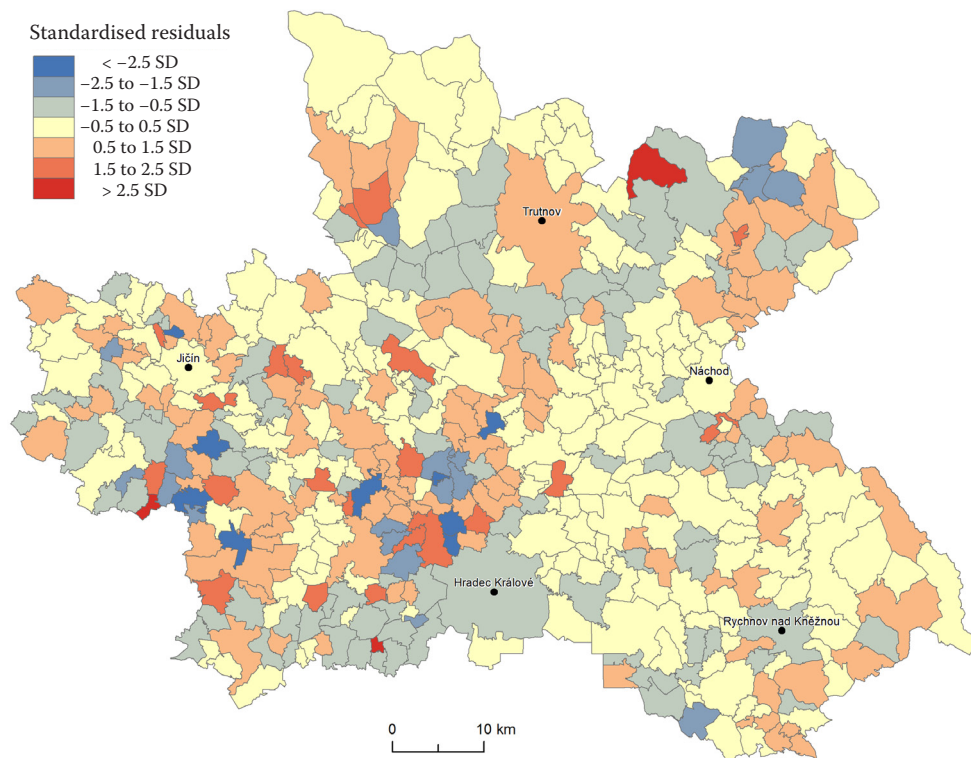 Standardised residuals
< –2.5 SD
–2.5 to –1.5 SD
–1.5 to –0.5 SD
–0.5 to 0.5 SD
0.5 to 1.5 SD
1.5 to 2.5 SD
> 2.5 SD
Trutnov
Jičín
Náchod
Hradec Králové
Rychnov nad Kněžnou
0 10 km